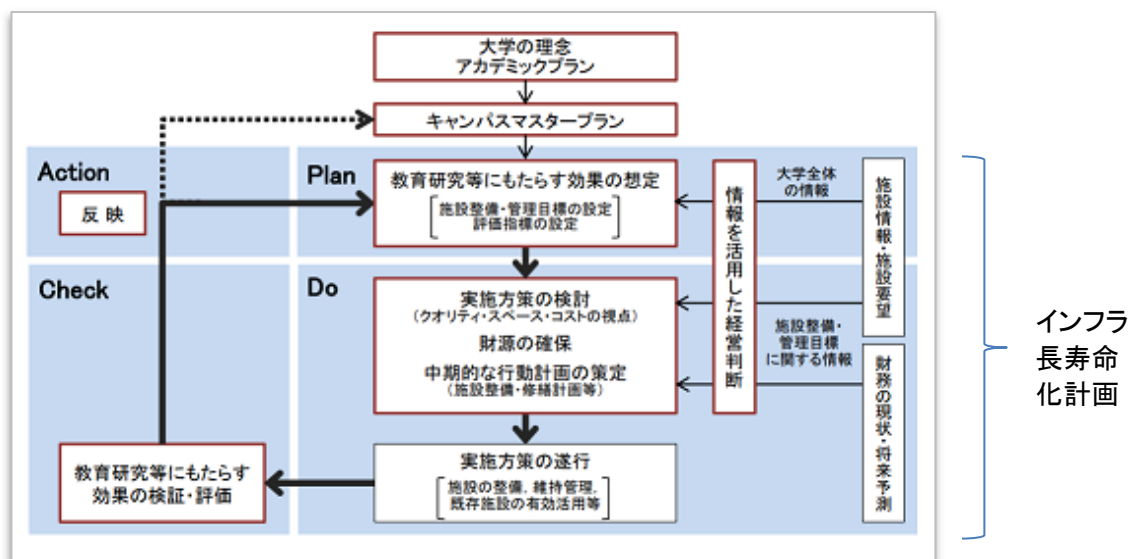 大学の理念
アカデミックプラン
キャンパスマスタープラン
Action
反 映
Plan
教育研究等にもたらす効果の想定
施設整備・管理目標の設定
評価指標の設定
大学全体
の情報
情報を活用した経営判断
施設情報・施設要望
Check
Do
実施方策の検討
(クオリティ・スペース・コストの視点)
財源の確保
中期的な行動計画の策定
(施設整備・修繕計画等)
施設整備・
管理目標
に関する情報
財務の現状・将来予測
教育研究等にもたらす
効果の検証・評価
実施方策の遂行
施設の整備、維持管理、
既存施設の有効活用等
インフラ
長寿命
化計画